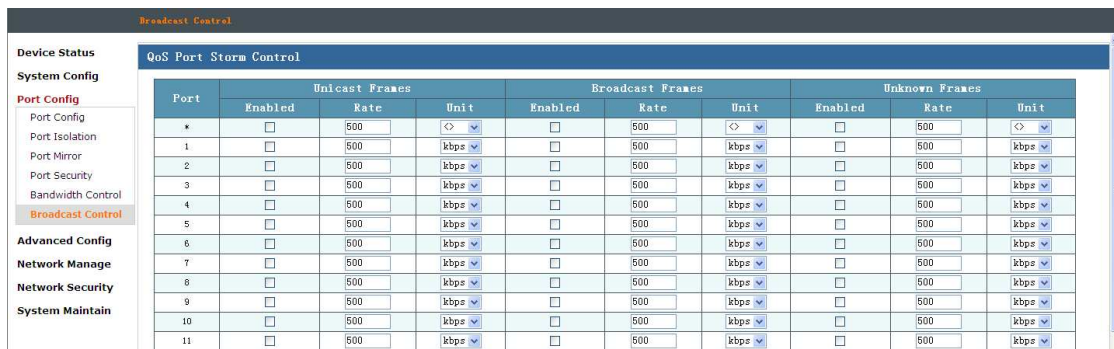 Broadcast Control
Device Status
System Config
Port Config
Port Config
Port Isolation
Port Mirror
Port Security
Bandwidth Control
Broadcast Control
Advanced Config
Network Manage
Network Security
System Maintain
QoS Port Storm Control
Port Unicast Frames Broadcast Frames Unknown Frames
Enabled Rate Unit Enabled Rate Unit Enabled Rate Unit
* 500 <> 500 <> 500 <>
1 500 kbps 500 kbps 500 kbps
2 500 kbps 500 kbps 500 kbps
3 500 kbps 500 kbps 500 kbps
4 500 kbps 500 kbps 500 kbps
5 500 kbps 500 kbps 500 kbps
6 500 kbps 500 kbps 500 kbps
7 500 kbps 500 kbps 500 kbps
8 500 kbps 500 kbps 500 kbps
9 500 kbps 500 kbps 500 kbps
10 500 kbps 500 kbps 500 kbps
11 500 kbps 500 kbps 500 kbps